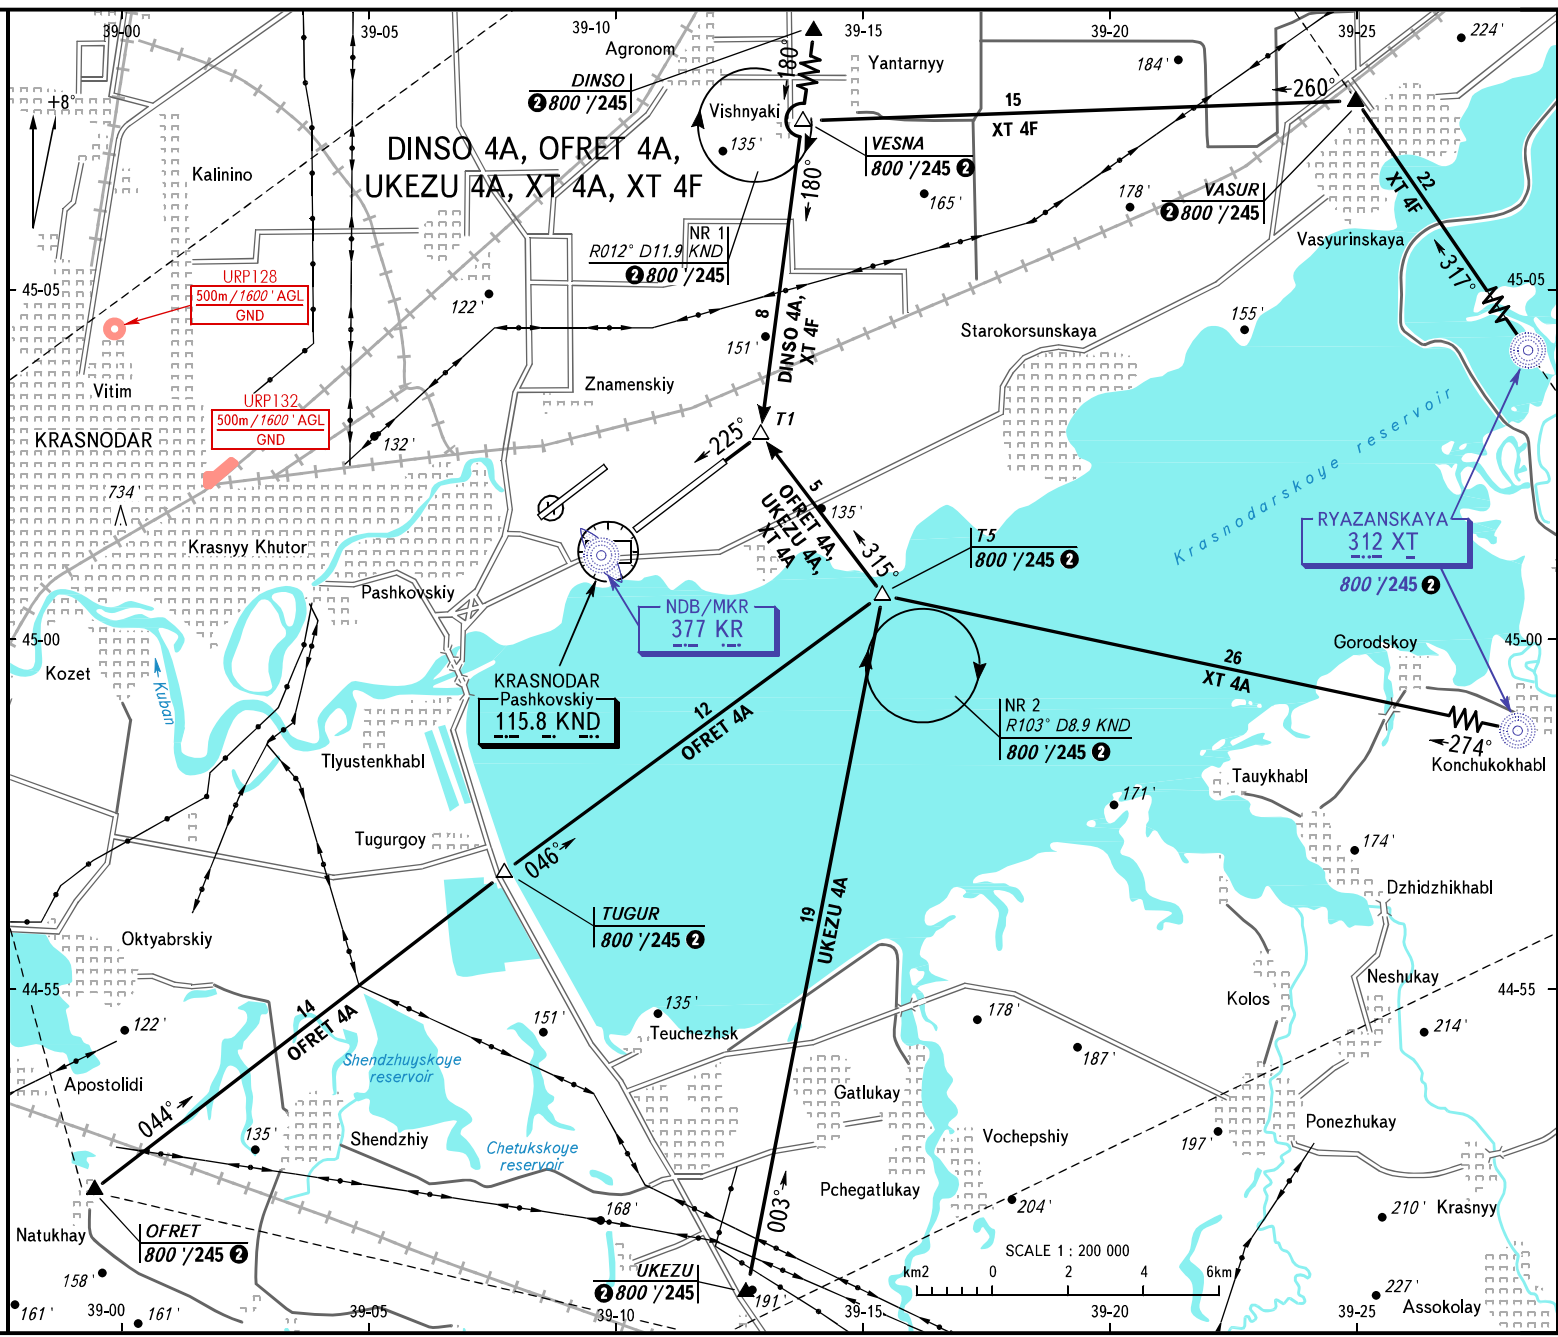 39-00
39-05
39-10
39-15
39-20
39-25
224'
Agronom
Yantarnyy
184'
DINSO
2 800'/245
180°
+8°
Vishnyaki
135'
15
XT 4F
260°
VESNA
800'/245 2
DINSO 4A, OFRET 4A,
UKEZU 4A, XT 4A, XT 4F
Kalinino
180°
165'
178'
VASUR
2 800'/245
22
XT 4F
NR 1
R012° D11.9 KND
2 800'/245
Vasyurinskaya
317°
URP128
500m/1600'AGL
GND
45-05
45-05
122'
8
DINSO 4A,
XT 4F
151'
Starokorsunskaya
155'
Vitim
Znamenskiy
URP132
500m/1600'AGL
GND
T1
225°
KRASNODAR
132'
734'
5
OFRET 4A,
UKEZU 4A,
XT 4A
135'
315°
Krasnodarskoye reservoir
RYAZANSKAYA
312 XT
800'/245 2
T5
800'/245 2
Krasnyy Khutor
Pashkovskiy
NDB/MKR
377 KR
45-00
45-00
Gorodskoy
Kozet
Kuban
KRASNODAR
Pashkovskiy
115.8 KND
26
XT 4A
12
OFRET 4A
NR 2
R103° D8.9 KND
800'/245 2
274°
Konchukokhabl
Tlyustenkhabl
Tauykhabl
171'
Tugurgoy
046°
174'
Dzhidzhikhabl
TUGUR
800'/245 2
19
UKEZU 4A
Oktyabrskiy
Neshukay
44-55
44-55
Kolos
14
OFRET 4A
122'
151'
135'
Teuchezhsk
178'
214'
187'
Shendzhuyskoye
reservoir
Apostolidi
Gatlukay
044°
135'
Shendzhiy
Chetukskoye
reservoir
Vochepshiy
197'
Ponezhukay
Pchegatlukay
003°
204'
210'
Krasnyy
168'
Natukhay
OFRET
800'/245 2
SCALE 1 : 200 000
km2 0 2 4 6km
158'
UKEZU
2 800'/245
191'
227'
Assokolay
161'
161'
39-00
39-05
39-10
39-15
39-20
39-25